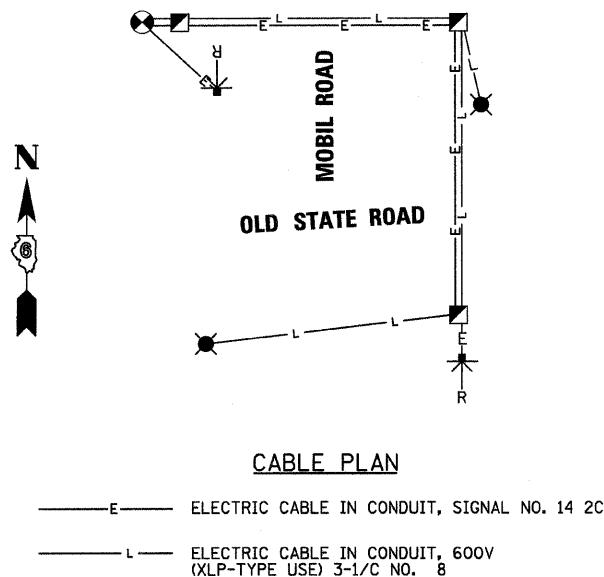 L L
E E E
R
E
E L
MOBIL ROAD
L
N
E
OLD STATE ROAD
L
6
E
L L
E
R
CABLE PLAN
E ELECTRIC CABLE IN CONDUIT, SIGNAL NO. 14 2C
L ELECTRIC CABLE IN CONDUIT, 600V
(XLP-TYPE USE) 3-1/C NO. 8